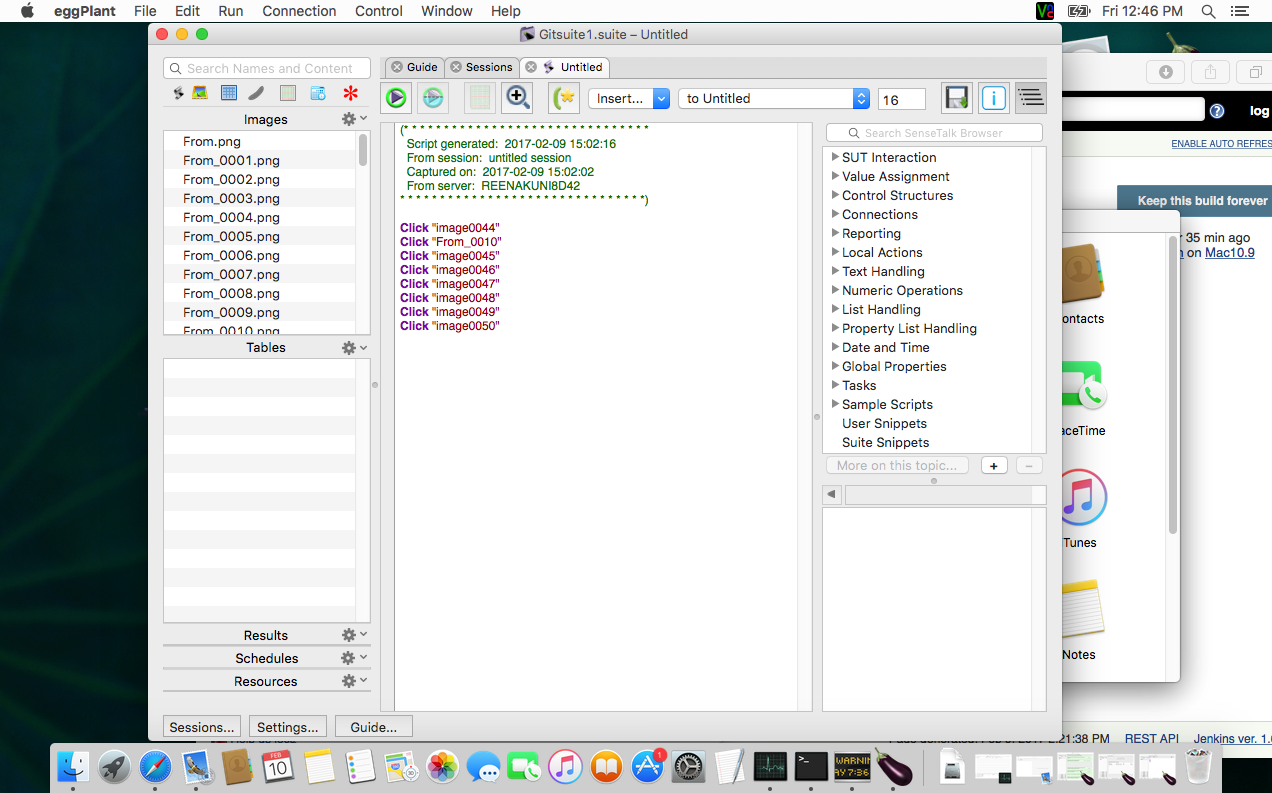 eggPlant File Edit Run Connection Control Window Help Fri 12:46 PM
Gitsuite1.suite – Untitled
Search Names and Content
Guide Sessions Untitled
Insert... to Untitled 16
log
ENABLE AUTO REFRES
Images
From.png
From_0001.png
From_0002.png
From_0003.png
From_0004.png
From_0005.png
From_0006.png
From_0007.png
From_0008.png
From_0009.png
From_0010.png
Tables
Results
Schedules
Resources
Sessions... Settings... Guide...
(* * * * * * * * * * * * * * * * * * * * * * * * * * * * * * *
Script generated: 2017-02-09 15:02:16
From session: untitled session
Captured on: 2017-02-09 15:02:02
From server: REENAKUNI8D42
* * * * * * * * * * * * * * * * * * * * * * * * * * * * * * *)
Click "image0044"
Click "From_0010"
Click "image0045"
Click "image0046"
Click "image0047"
Click "image0048"
Click "image0049"
Click "image0050"
Search SenseTalk Browser
SUT Interaction
Value Assignment
Control Structures
Connections
Reporting
Local Actions
Text Handling
Numeric Operations
List Handling
Property List Handling
Date and Time
Global Properties
Tasks
Sample Scripts
User Snippets
Suite Snippets
More on this topic... + −
Keep this build forever
35 min ago
on Mac10.9
ontacts
aceTime
Tunes
Notes
2:21:38 PM REST API Jenkins ver. 1.6
FEB
10
30
1
WARNIN
AY 7:36